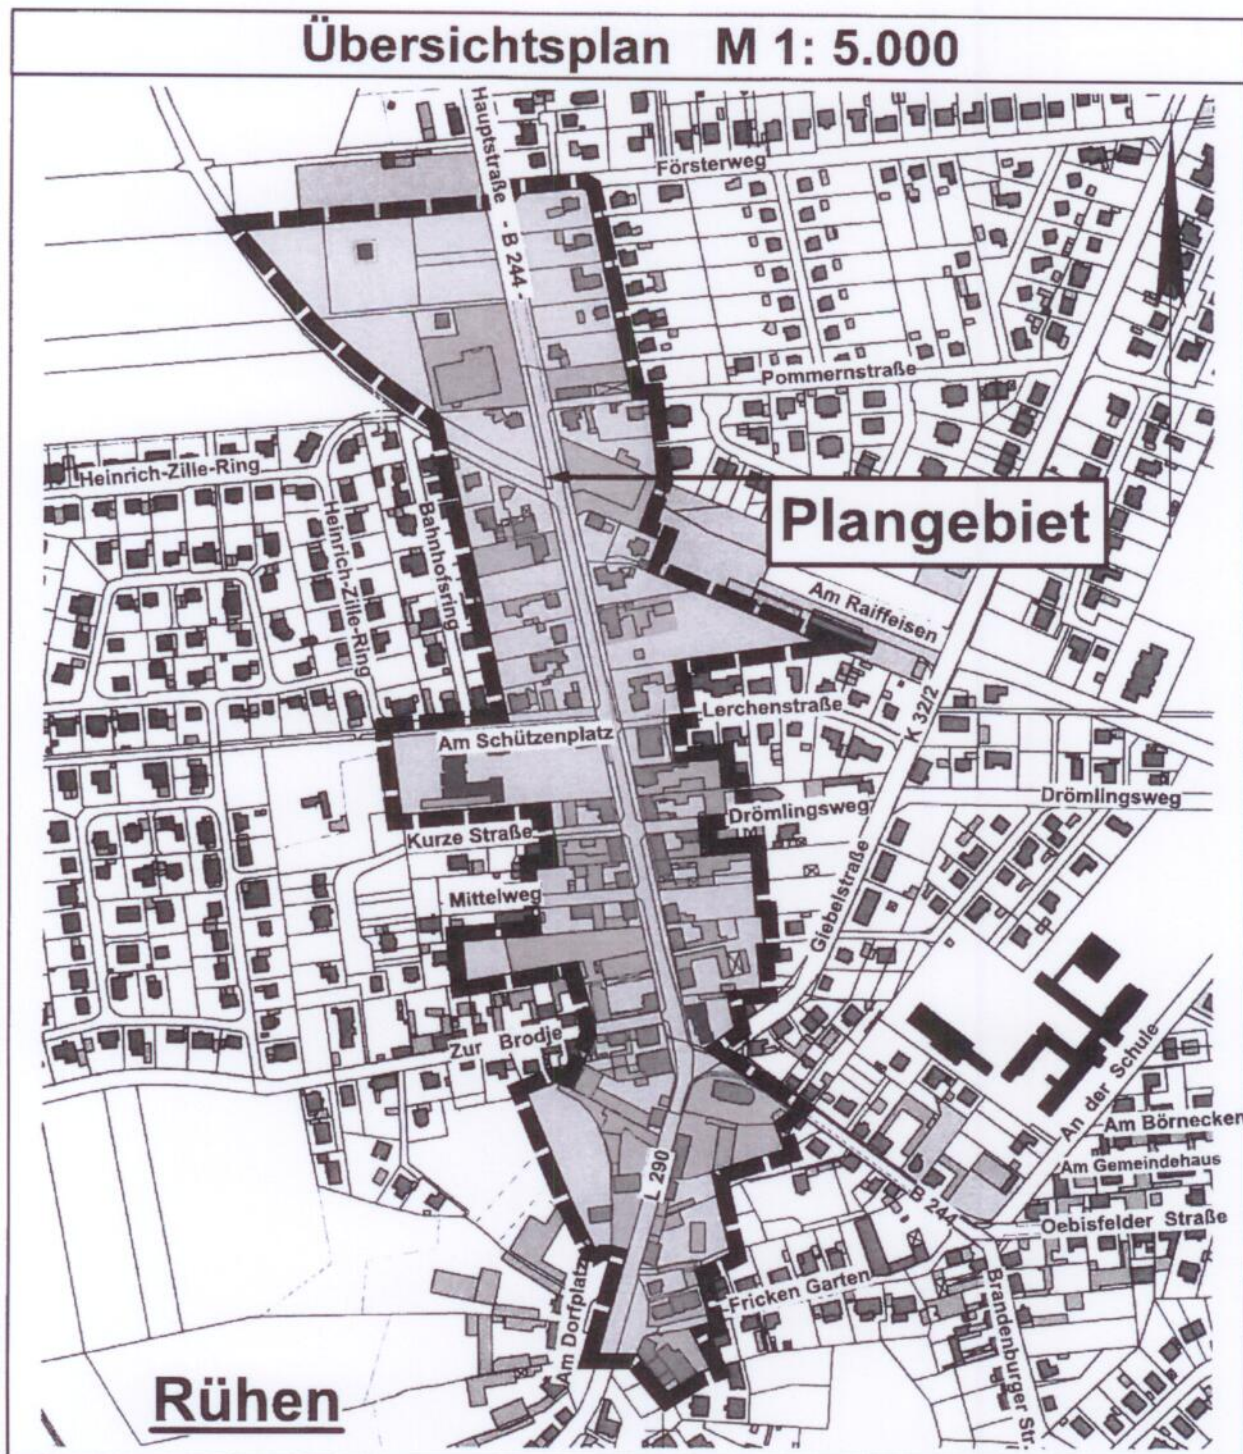 Übersichtsplan M 1: 5.000
Hauptstraße - B 244 -
Försterweg
Pommernstraße
Heinrich-Zille-Ring
Heinrich-Zille-Ring
Bahnhofsring
Plangebiet
Am Raiffeisen
Lerchenstraße
K 32/2
Am Schützenplatz
Drömlingsweg
Drömlingsweg
Kurze Straße
Mittelweg
Giebelstraße
Zur Brodje
An der Schule
Am Börnecken
Am Gemeindehaus
L 290
B 244
Oebisfelder Straße
Fricken Garten
Am Dorfplatz
Brandenburger Str.
Rühen